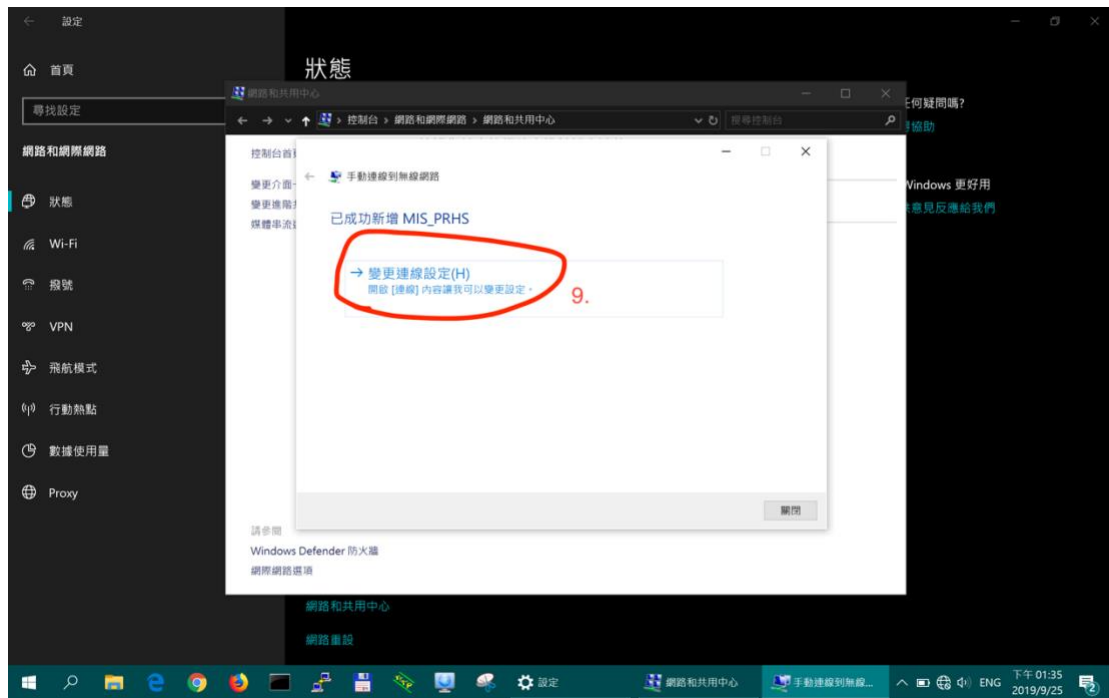 設定
首頁
尋找設定
網路和網際網路
狀態
Wi-Fi
撥號
VPN
飛航模式
行動熱點
數據使用量
Proxy
狀態
網路和共用中心
控制台 › 網路和網際網路 › 網路和共用中心
搜尋控制台
控制台首
變更介面
變更進階
媒體串流
手動連線到無線網路
已成功新增 MIS_PRHS
→ 變更連線設定(H)
開啟 [連線] 內容讓我可以變更設定。
9.
關閉
請參閱
Windows Defender 防火牆
網際網路選項
網路和共用中心
網路重設
任何疑問嗎?
協助
Windows 更好用
意見反應給我們
設定
網路和共用中心
手動連線到無線...
ENG
下午 01:35
2019/9/25
2